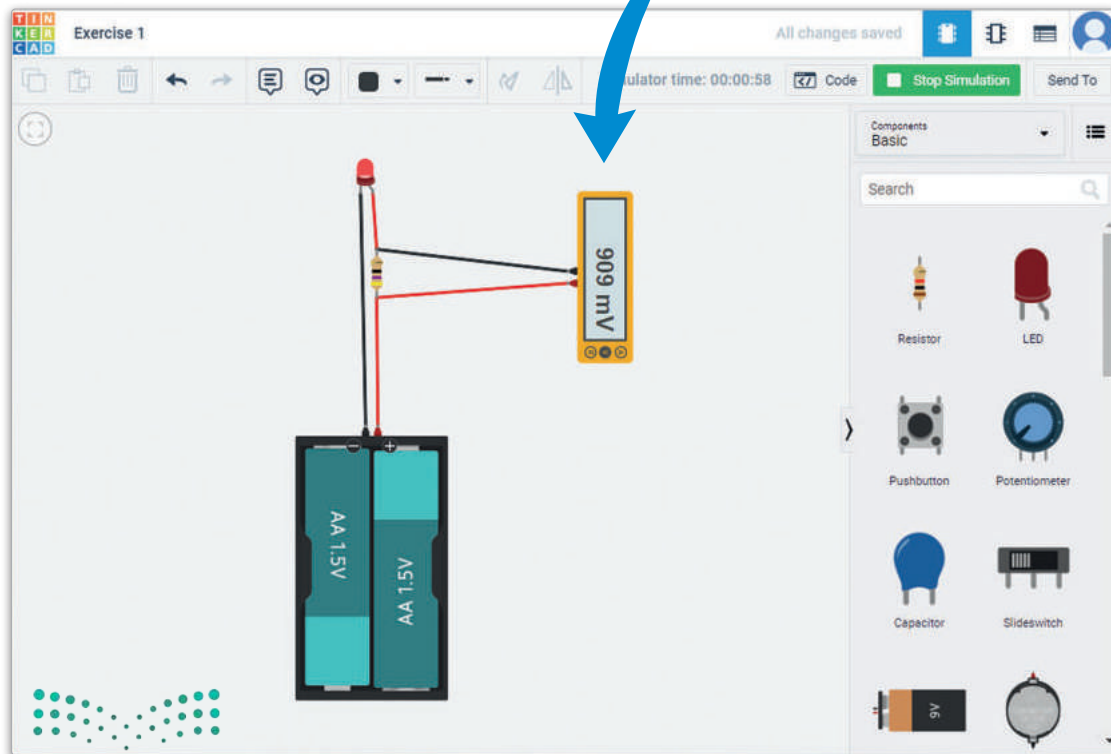 TIN
KER
CAD
Exercise 1
All changes saved
ulator time: 00:00:58
Code
Stop Simulation
Send To
Components
Basic
Search
909 mV
Resistor
LED
Pushbutton
Potentiometer
AA 1.5V
AA 1.5V
Capacitor
Slideswitch
9V